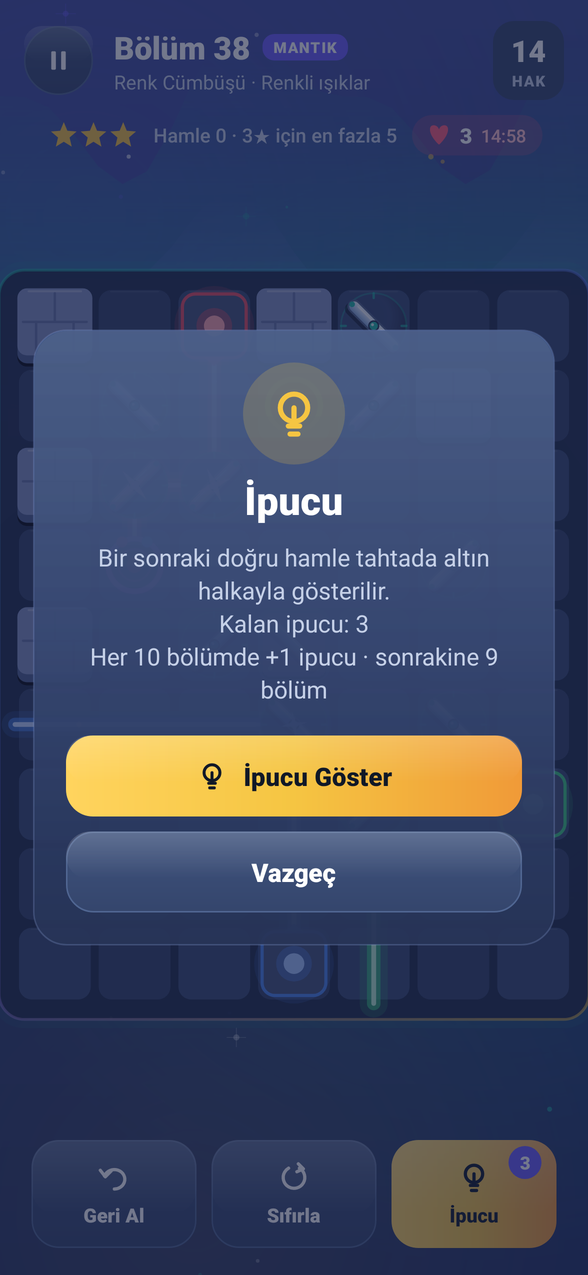 Bölüm 38 MANTIK
14
HAK
Renk Cümbüşü · Renkli ışıklar
Hamle 0 · 3★ için en fazla 5
3 14:58
İpucu
Bir sonraki doğru hamle tahtada altın
halkayla gösterilir.
Kalan ipucu: 3
Her 10 bölümde +1 ipucu · sonrakine 9
bölüm
İpucu Göster
Vazgeç
Geri Al
Sıfırla
3
İpucu